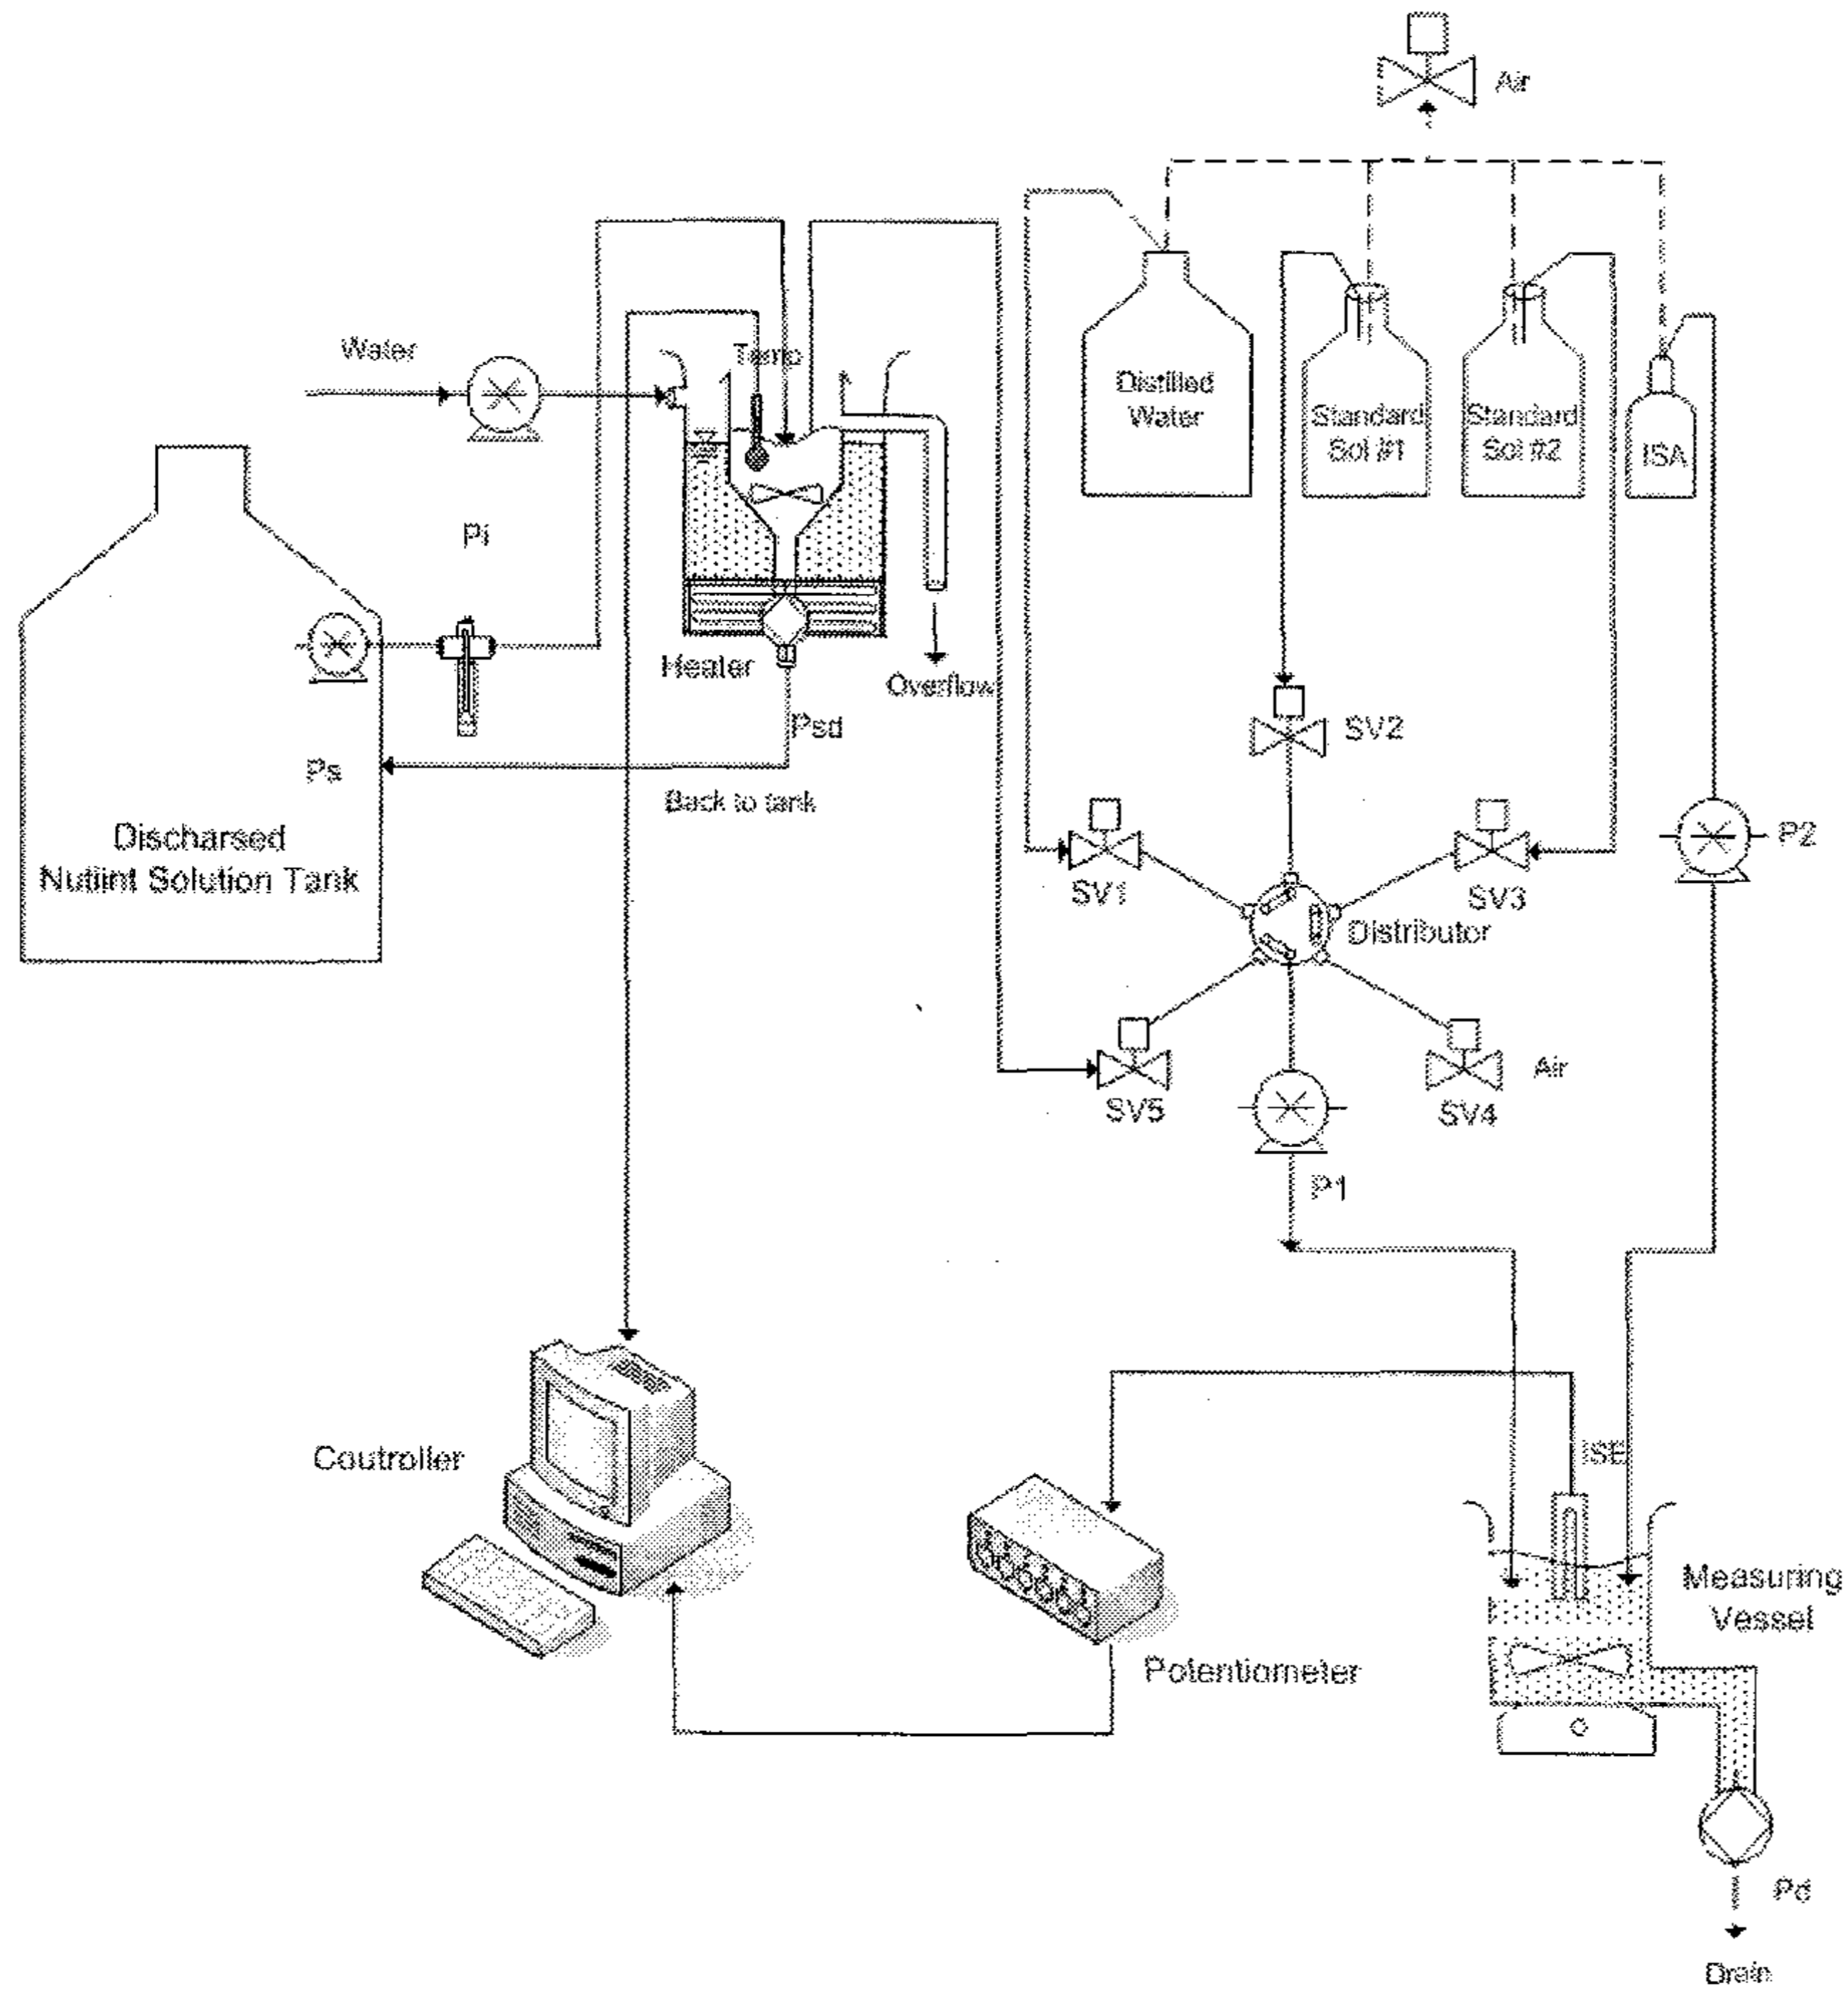 Air
Water
Temp
Distilled
Water
Standard
Sol #1
Standard
Sol #2
ISA
Pi
Heater
Overflow
Psd
SV2
Ps
Back to tank
Discharsed
Nutiint Solution Tank
P2
SV1
SV3
Distributor
SV5
SV4
Air
P1
Coutroller
ISE
Measuring
Vessel
Potentiometer
Pd
Drain